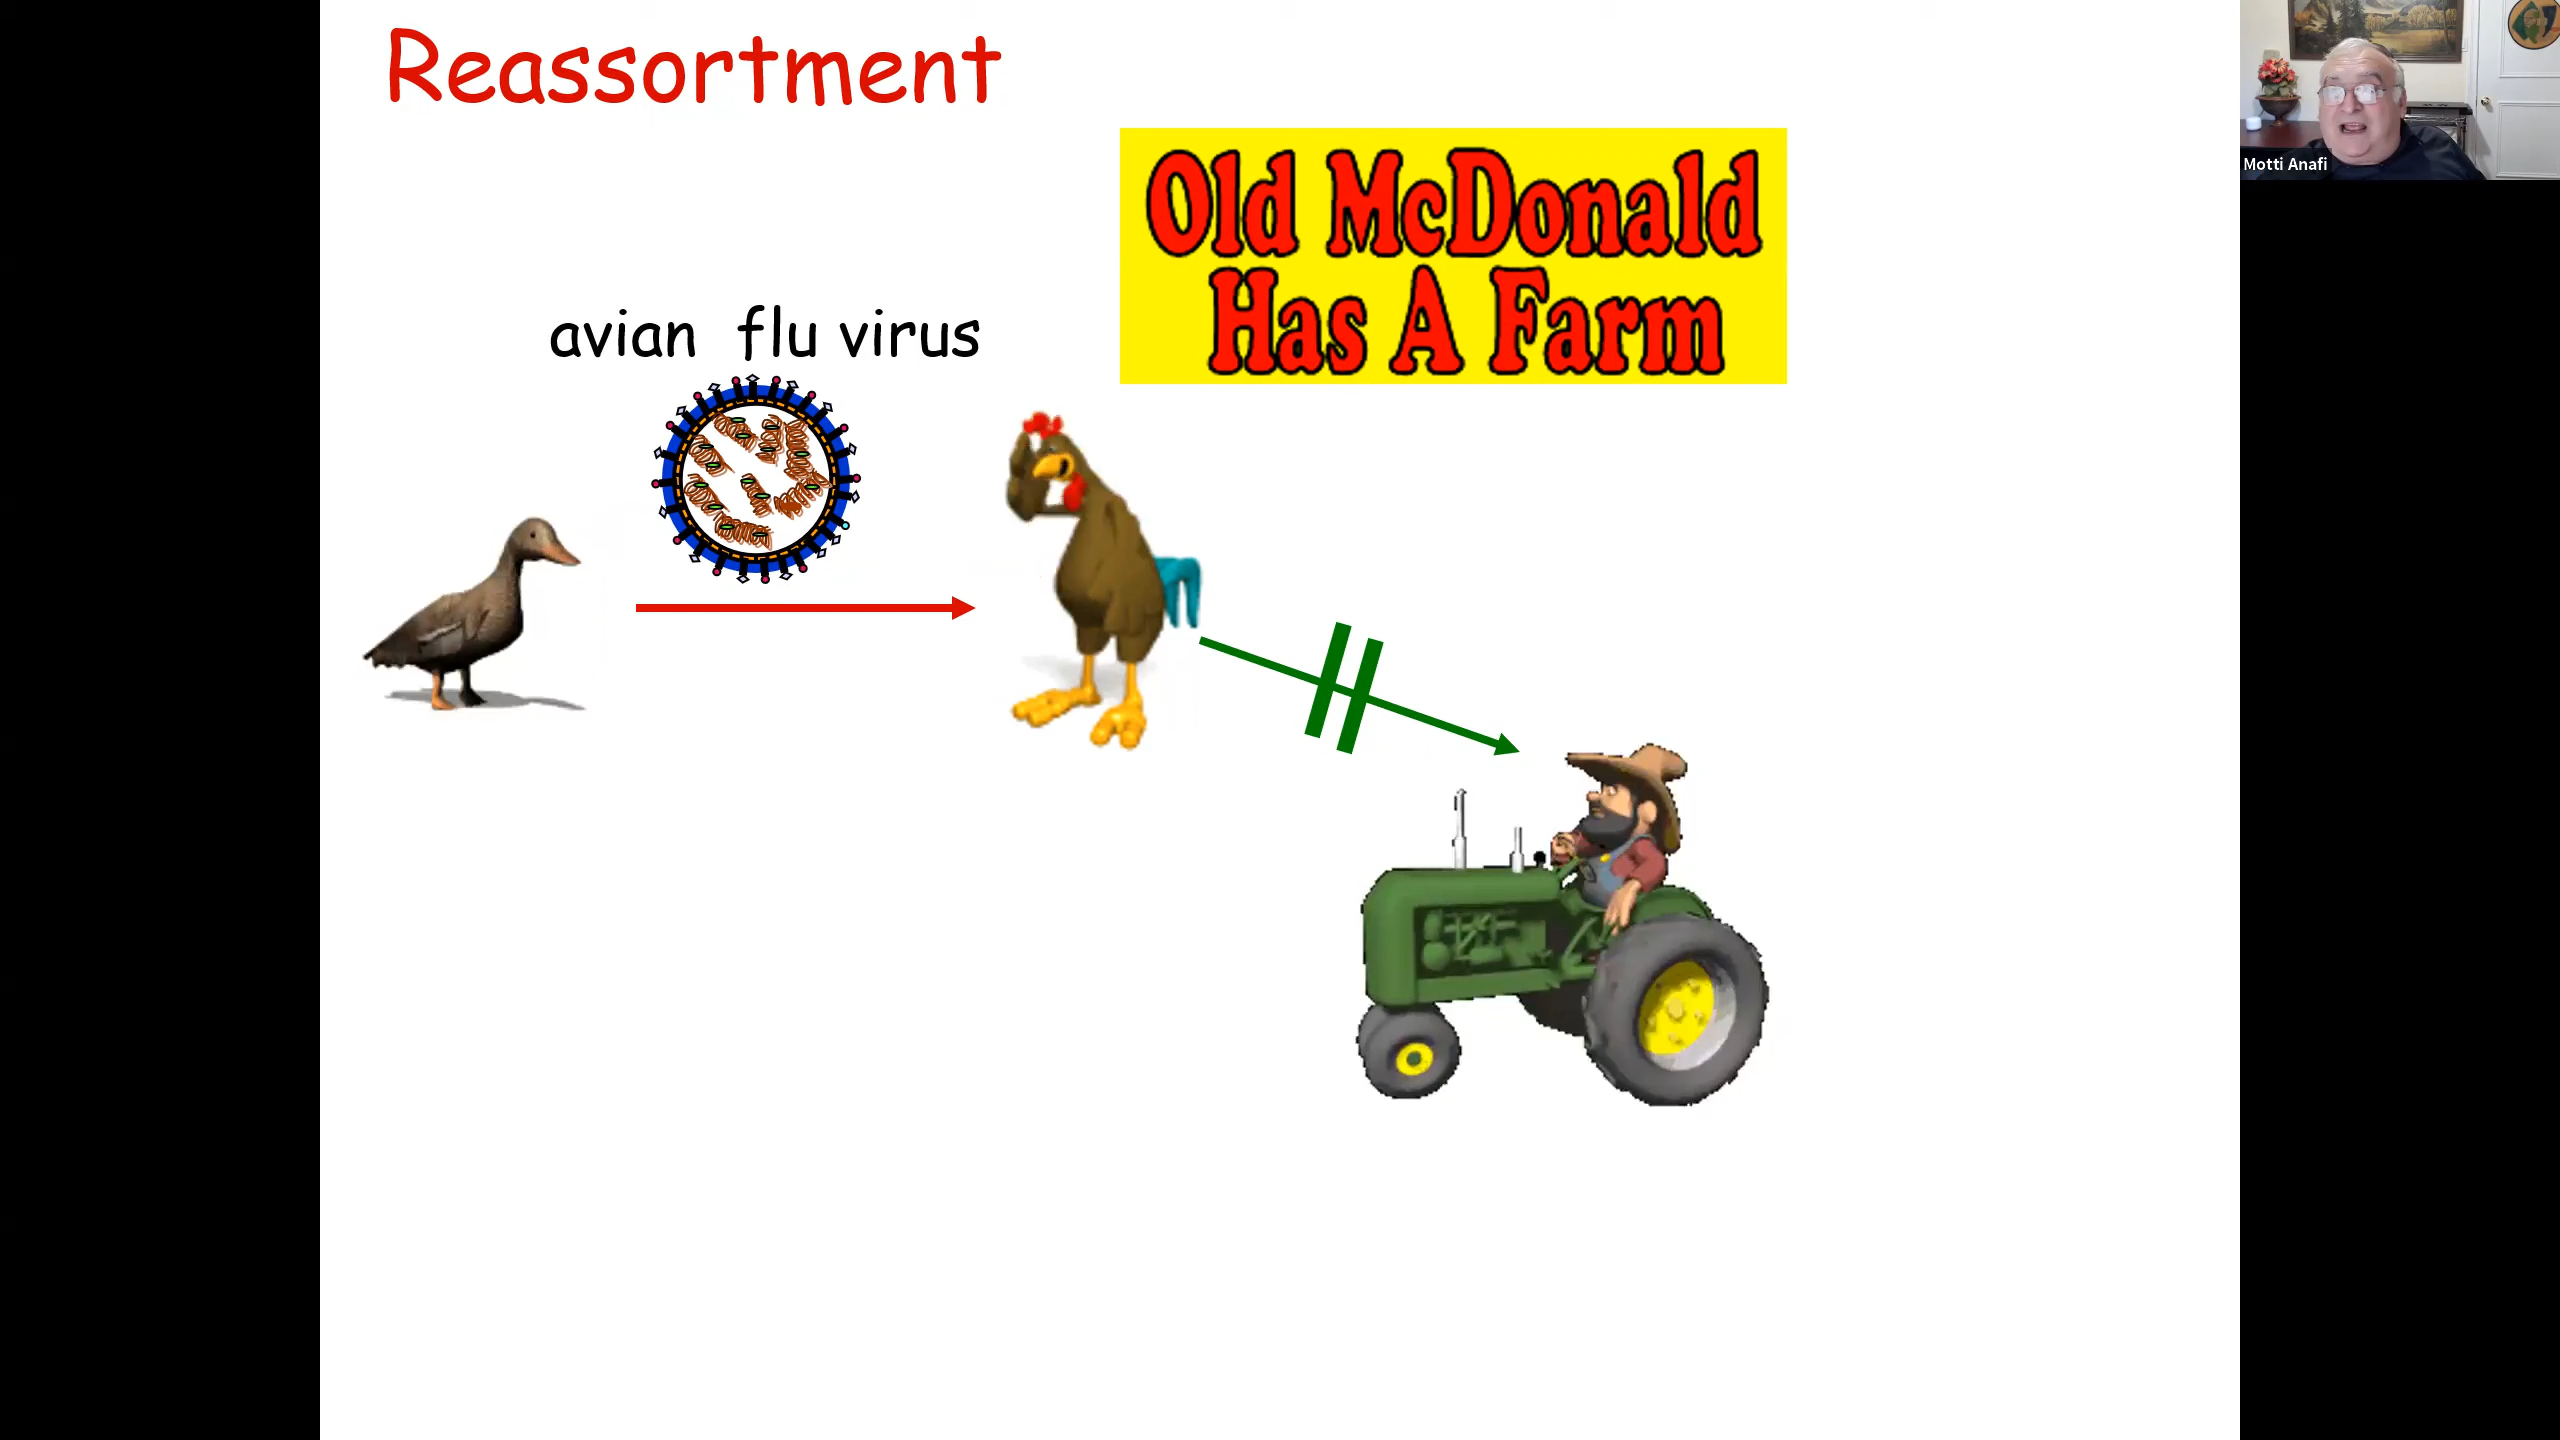 Reassortment
Old McDonald
Has A Farm
avian flu virus
Motti Anafi